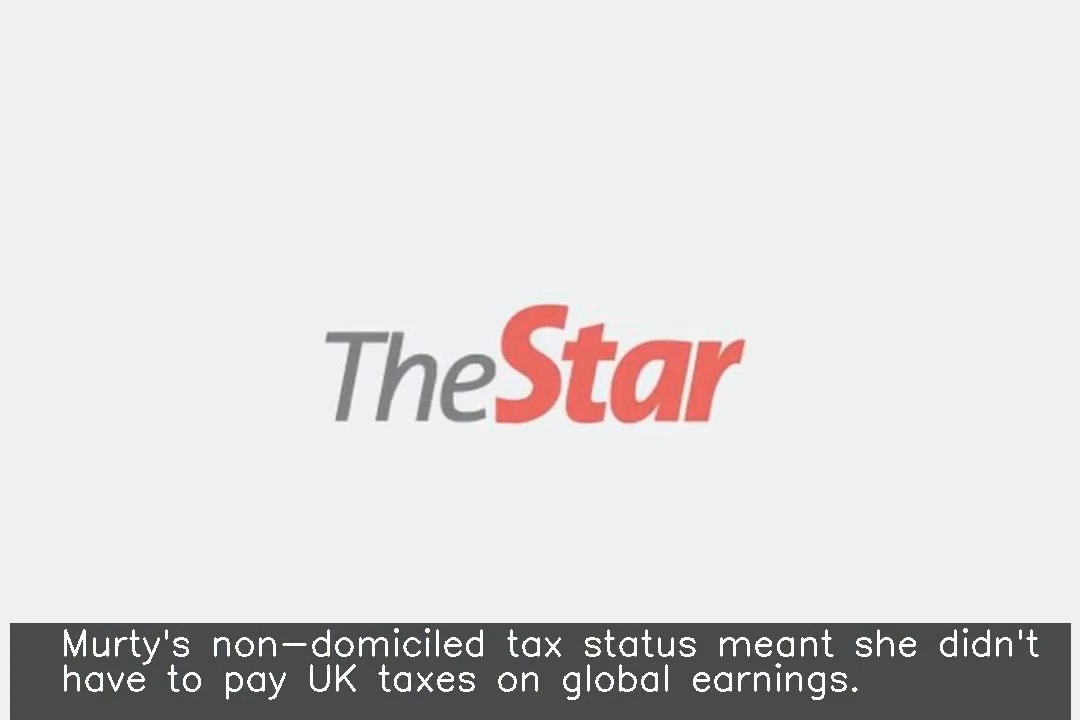 TheStar
Murty's non-domiciled tax status meant she didn't
have to pay UK taxes on global earnings.